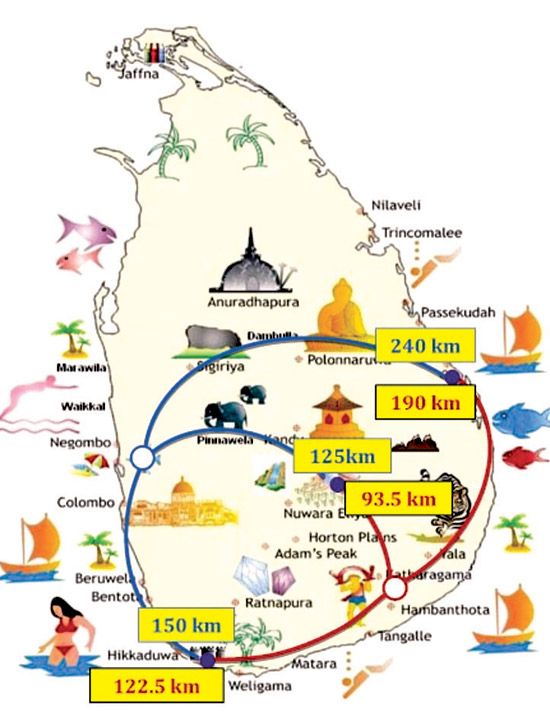 Jaffna
Nilaveli
Trincomalee
Anuradhapura
Passekudah
Dambulla
240 km
Sigiriya
Polonnaruwa
Marawila
190 km
Waikkal
Negombo
Pinnawela
Kandy
125km
93.5 km
Colombo
Nuwara Eliya
Horton Plains
Adam's Peak
Yala
Beruwela
Katharagama
Bentota
Ratnapura
Hambanthota
150 km
Tangalle
Hikkaduwa
Matara
122.5 km
Weligama